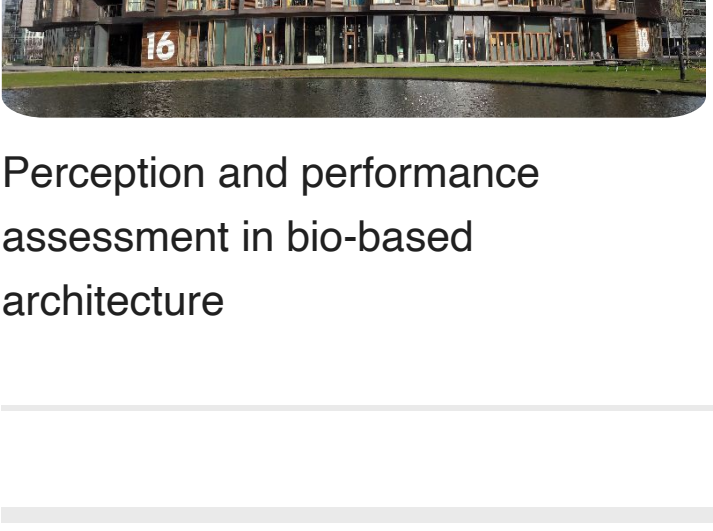 16
Perception and performance
assessment in bio-based
architecture